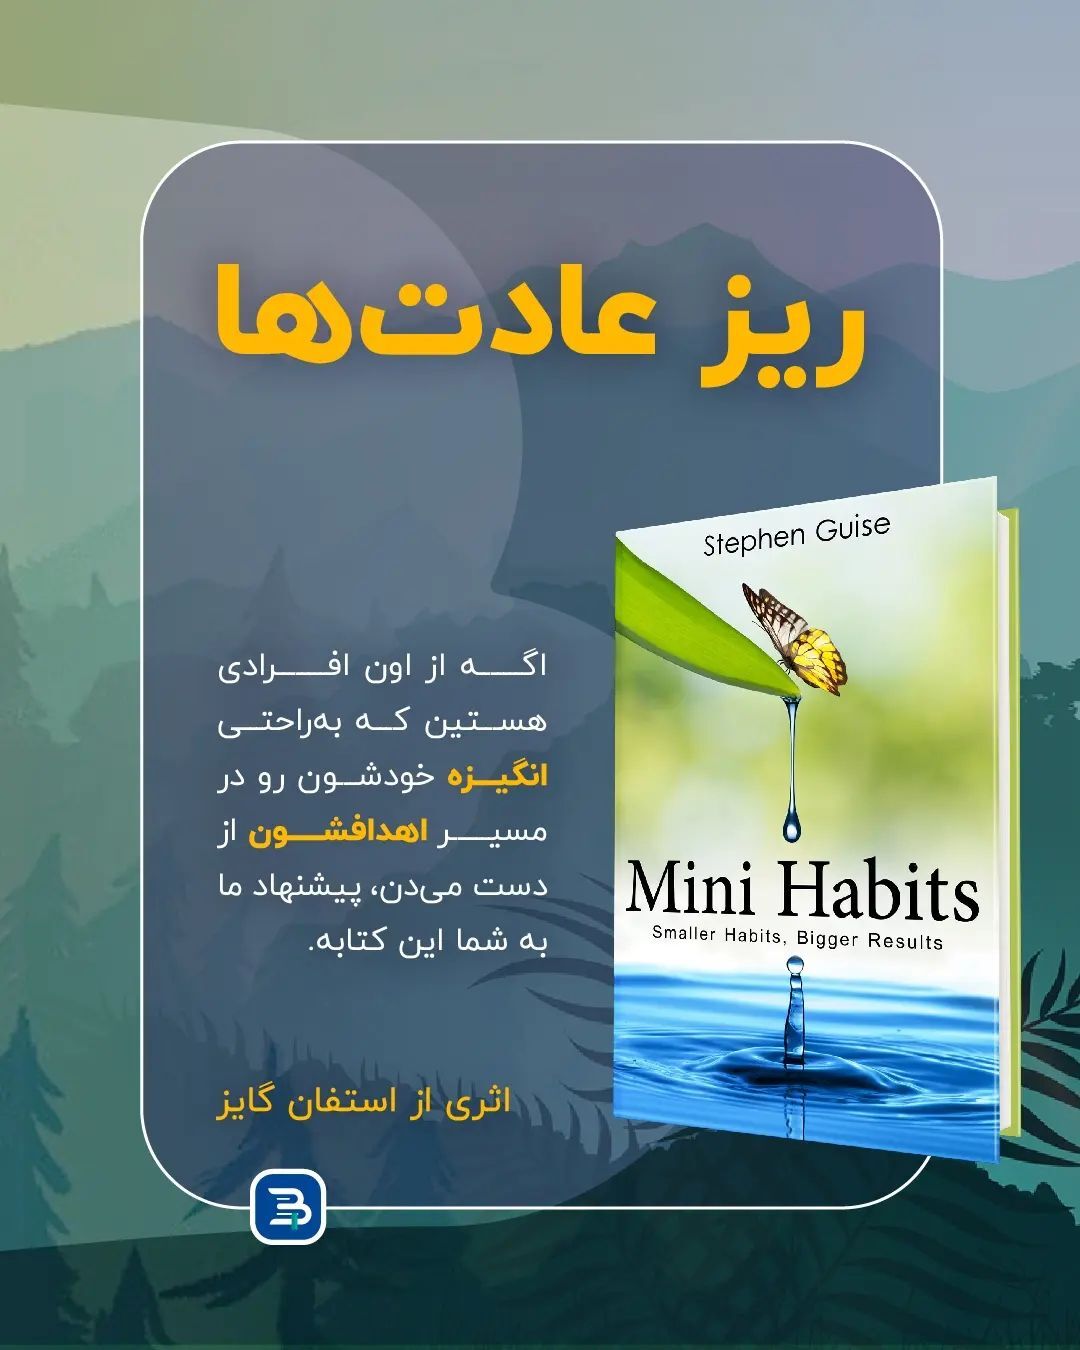 ریز عادت‌ها
Stephen Guise
Mini Habits
Smaller Habits, Bigger Results
اگه از اون افرادی
هستین که به‌راحتی
انگیزه خودشون رو در
مسیر اهدافشون از
دست می‌دن، پیشنهاد ما
به شما این کتابه.
اثری از استفان گایز